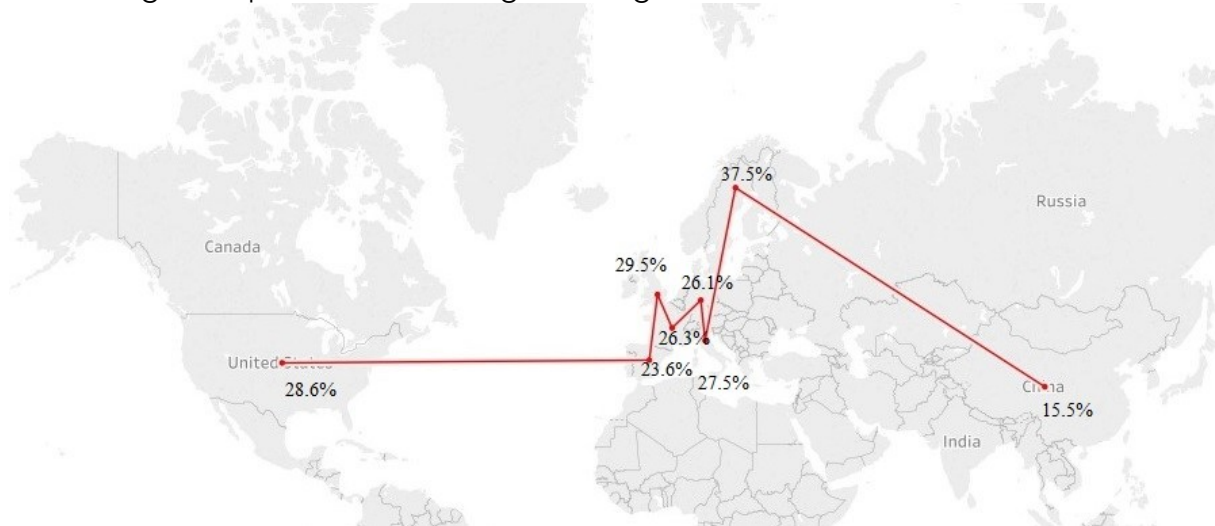 37.5%
Russia
Canada
29.5%
26.1%
26.3%
United States
23.6%
27.5%
28.6%
China
15.5%
India